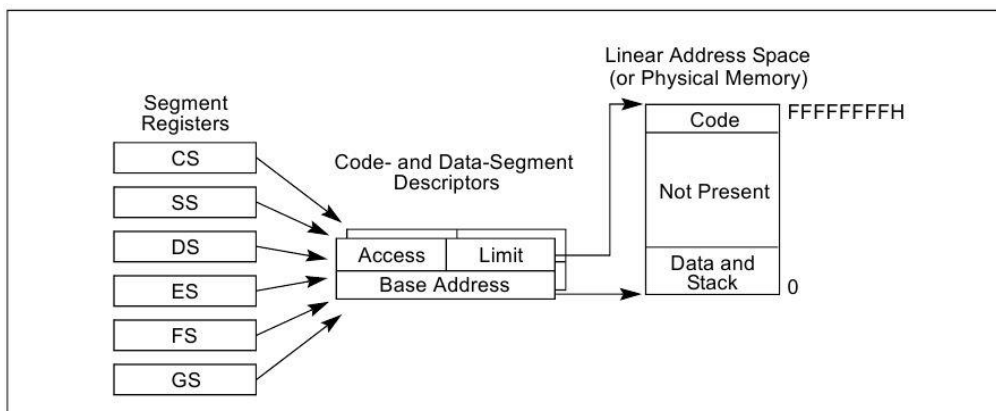 Segment
Registers
CS
SS
DS
ES
FS
GS
Code- and Data-Segment
Descriptors
Access
Limit
Base Address
Linear Address Space
(or Physical Memory)
Code
FFFFFFFFH
Not Present
Data and
Stack
0